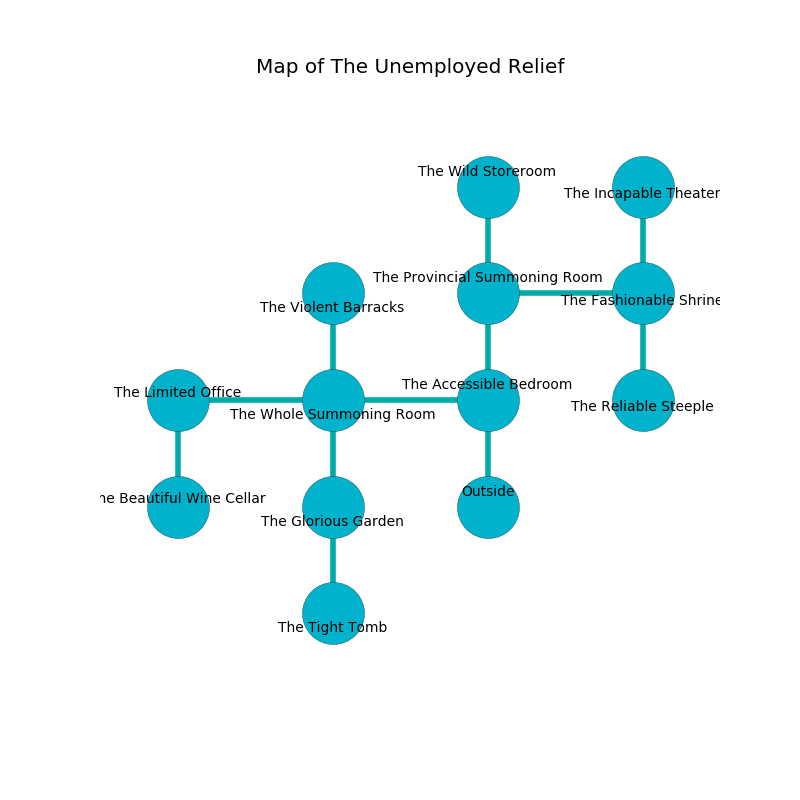 Map of The Unemployed Relief
The Wild Storeroom
The Incapable Theater
The Provincial Summoning Room
The Fashionable Shrine
The Violent Barracks
The Accessible Bedroom
The Limited Office
The Reliable Steeple
The Whole Summoning Room
Outside
he Beautiful Wine Cellar
The Glorious Garden
The Tight Tomb